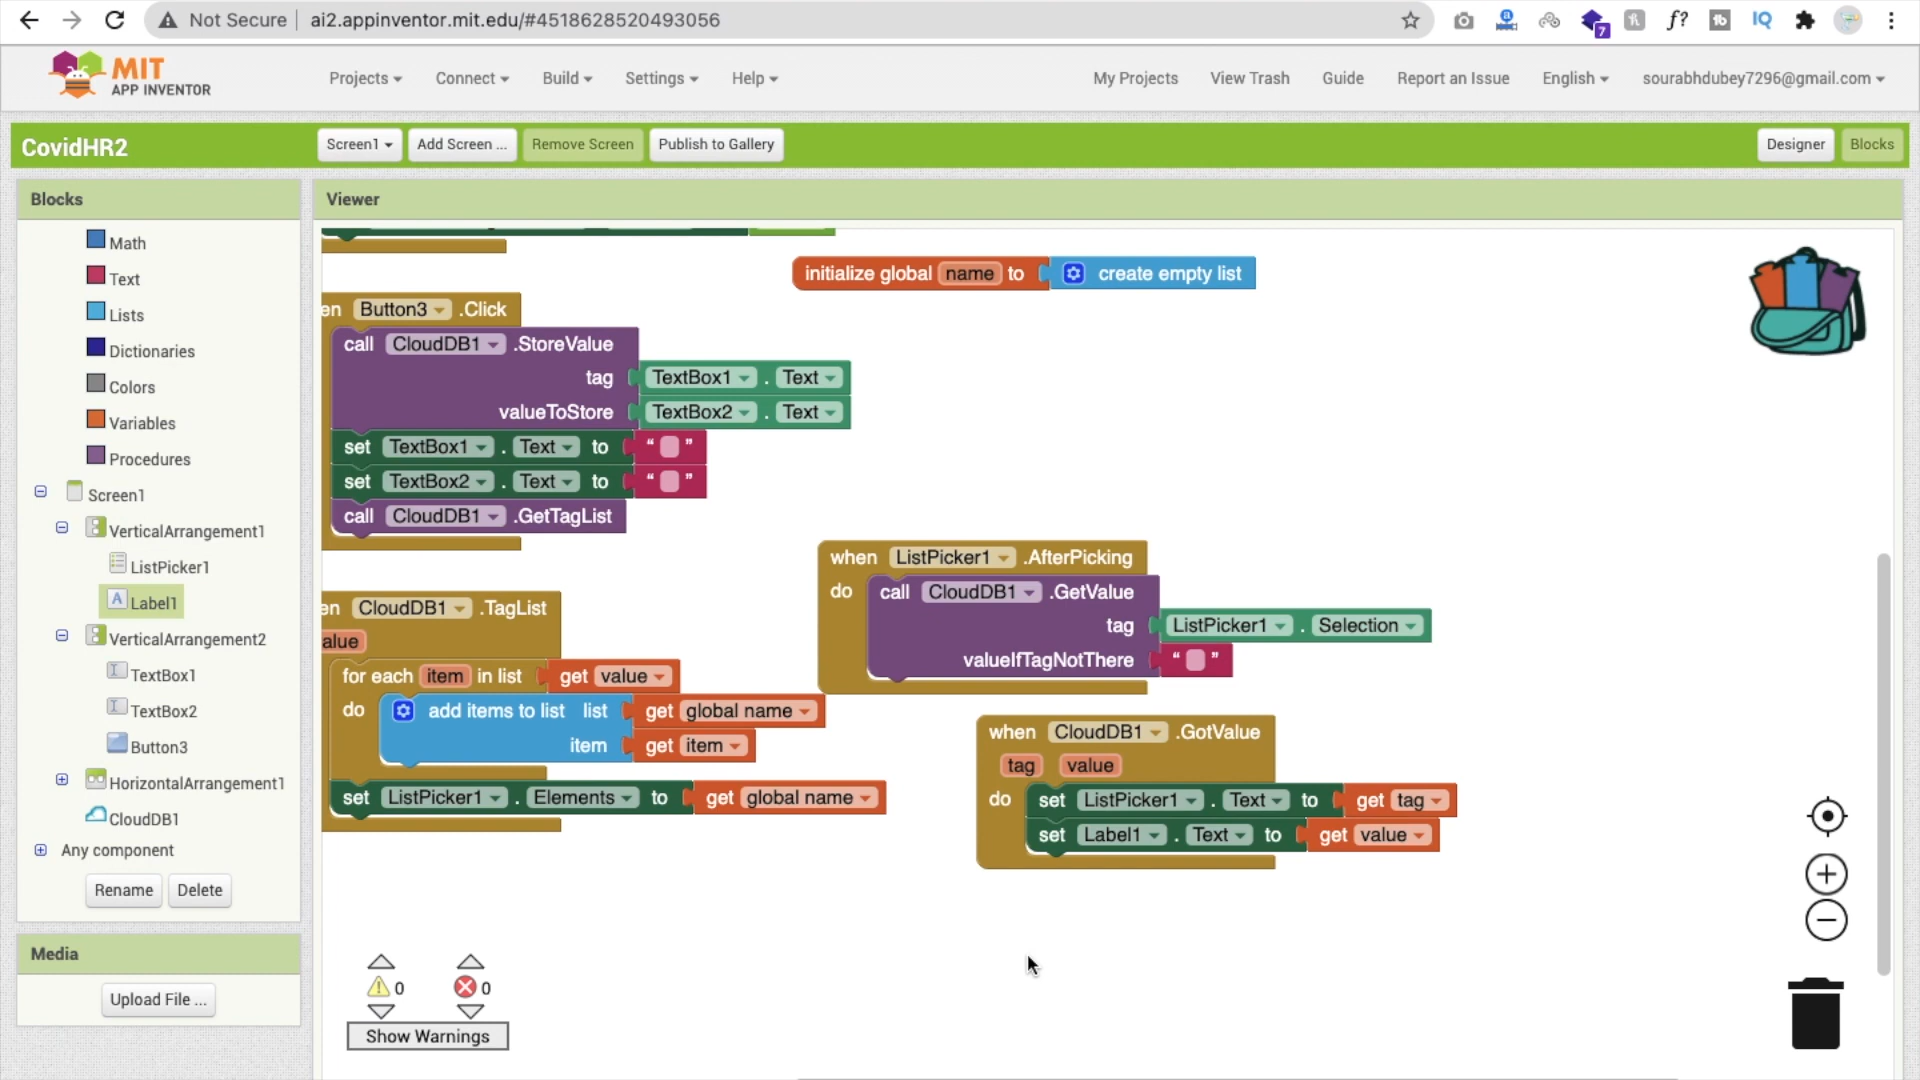 Not Secure
ai2.appinventor.mit.edu/#4518628520493056
7
f?
IQ
MIT
APP INVENTOR
Projects
Connect
Build
Settings
Help
My Projects
View Trash
Guide
Report an Issue
English
sourabhdubey7296@gmail.com
CovidHR2
Screen1
Add Screen ...
Remove Screen
Publish to Gallery
Designer
Blocks
Blocks
Math
Text
Lists
Dictionaries
Colors
Variables
Procedures
Screen1
VerticalArrangement1
ListPicker1
A Label1
VerticalArrangement2
TextBox1
TextBox2
Button3
HorizontalArrangement1
CloudDB1
Any component
Rename
Delete
Media
Upload File ...
Viewer
initialize global name to create empty list
en Button3 .Click
call CloudDB1 .StoreValue
tag TextBox1 . Text
valueToStore TextBox2 . Text
set TextBox1 . Text to “ ”
set TextBox2 . Text to “ ”
call CloudDB1 .GetTagList
en CloudDB1 .TagList
alue
for each item in list get value
do add items to list list get global name
item get item
set ListPicker1 . Elements to get global name
when ListPicker1 .AfterPicking
do call CloudDB1 .GetValue
tag ListPicker1 . Selection
valueIfTagNotThere “ ”
when CloudDB1 .GotValue
tag value
do set ListPicker1 . Text to get tag
set Label1 . Text to get value
0 0
Show Warnings